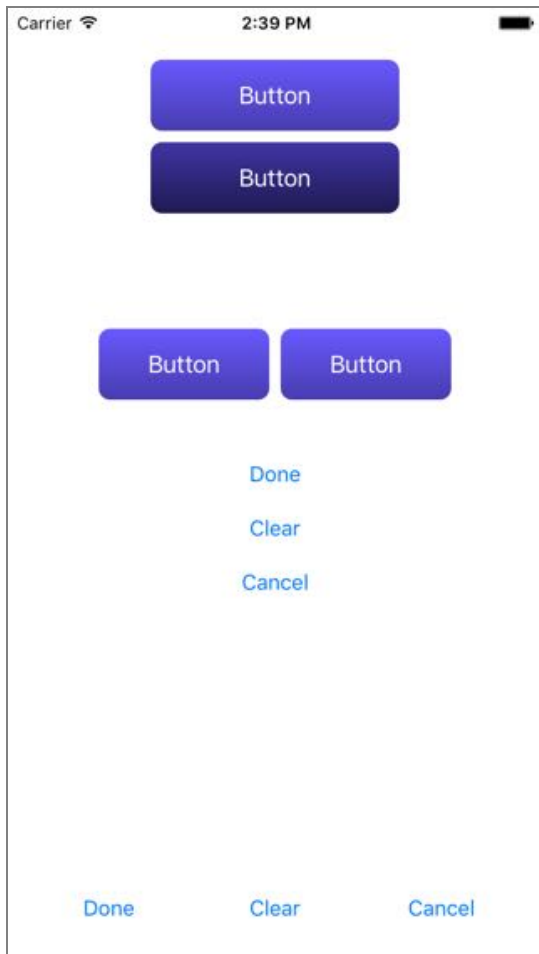 Carrier 2:39 PM
Button
Button
Button Button
Done
Clear
Cancel
Done Clear Cancel